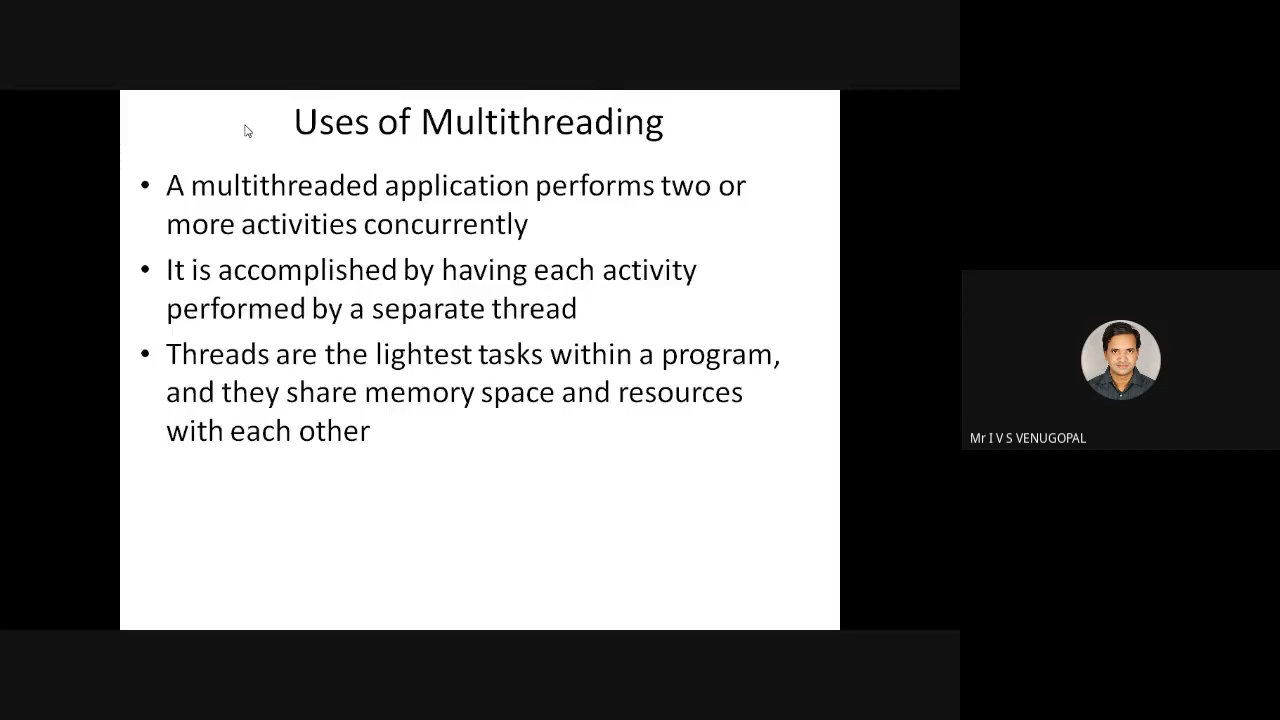 Uses of Multithreading
• A multithreaded application performs two or
more activities concurrently
• It is accomplished by having each activity
performed by a separate thread
• Threads are the lightest tasks within a program,
and they share memory space and resources
with each other
Mr I V S VENUGOPAL